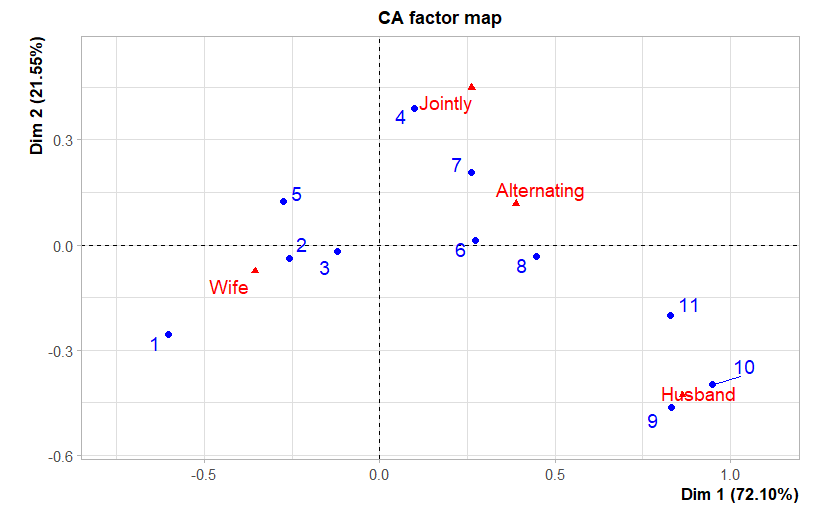 CA factor map
Dim 2 (21.55%)
0.3
0.0
-0.3
-0.6
Jointly
4
7
Alternating
5
2
3
6
8
Wife
1
11
10
Husband
9
-0.5
0.0
0.5
1.0
Dim 1 (72.10%)